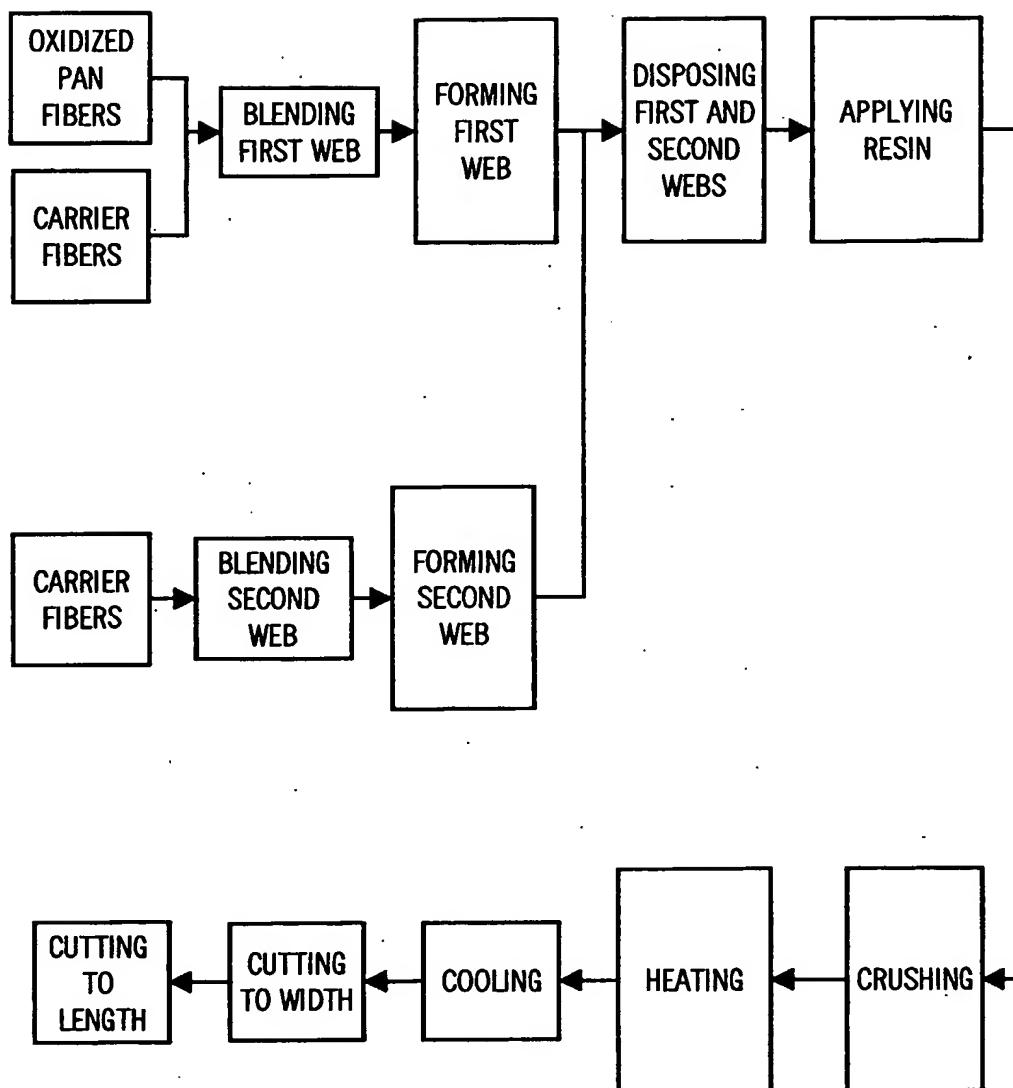 OXIDIZED
PAN
FIBERS
CARRIER
FIBERS
BLENDING
FIRST WEB
FORMING
FIRST
WEB
DISPOSING
FIRST AND
SECOND
WEBS
APPLYING
RESIN
CARRIER
FIBERS
BLENDING
SECOND
WEB
FORMING
SECOND
WEB
CUTTING
TO
LENGTH
CUTTING
TO WIDTH
COOLING
HEATING
CRUSHING